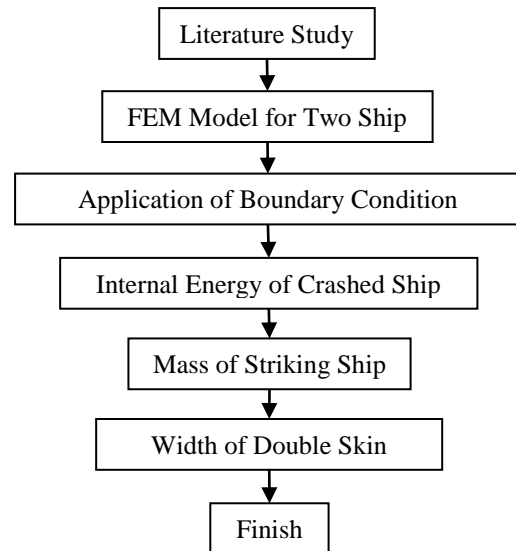 Literature Study
FEM Model for Two Ship
Application of Boundary Condition
Internal Energy of Crashed Ship
Mass of Striking Ship
Width of Double Skin
Finish